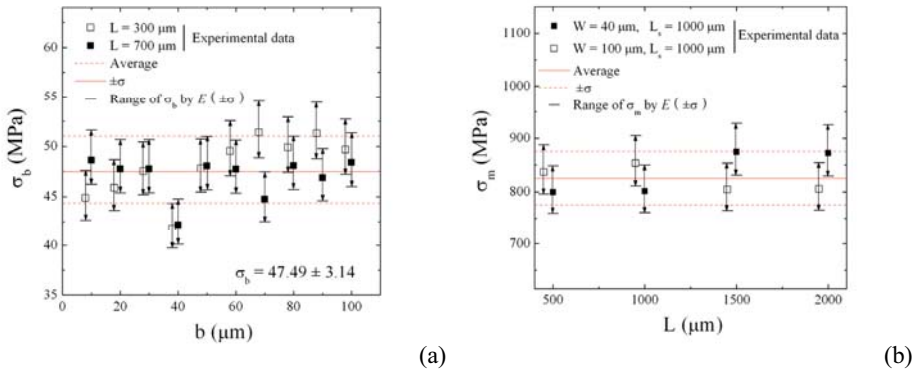 (a)
65
60
55
50
45
40
35
σb (MPa)
L = 300 μm
L = 700 μm
Experimental data
Average
±σ
Range of σb by E (±σ)
σb = 47.49 ± 3.14
0 20 40 60 80 100
b (μm)
(a)
(b)
1100
1000
900
800
700
σm (MPa)
W = 40 μm, Ls = 1000 μm
W = 100 μm, Ls = 1000 μm
Experimental data
Average
±σ
Range of σm by E (±σ)
500 1000 1500 2000
L (μm)
(b)